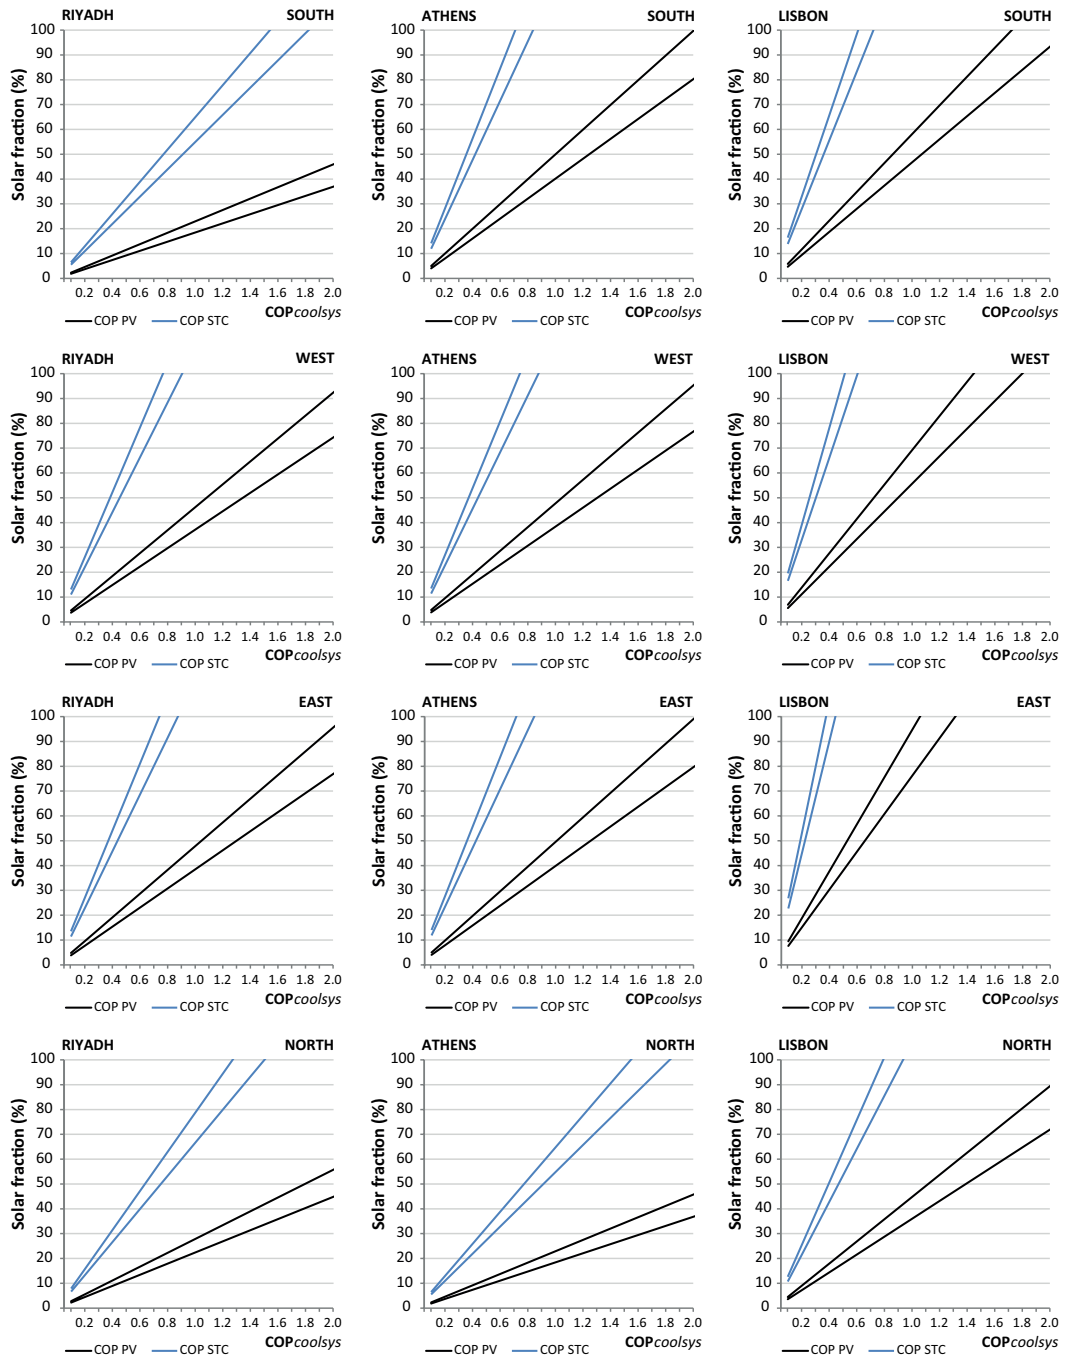 RIYADH SOUTH
Solar fraction (%)
100
90
80
70
60
50
40
30
20
10
0
0.2 0.4 0.6 0.8 1.0 1.2 1.4 1.6 1.8 2.0
COPcoolsys
COP PV COP STC
ATHENS SOUTH
Solar fraction (%)
100
90
80
70
60
50
40
30
20
10
0
0.2 0.4 0.6 0.8 1.0 1.2 1.4 1.6 1.8 2.0
COPcoolsys
COP PV COP STC
LISBON SOUTH
Solar fraction (%)
100
90
80
70
60
50
40
30
20
10
0
0.2 0.4 0.6 0.8 1.0 1.2 1.4 1.6 1.8 2.0
COPcoolsys
COP PV COP STC
RIYADH WEST
Solar fraction (%)
100
90
80
70
60
50
40
30
20
10
0
0.2 0.4 0.6 0.8 1.0 1.2 1.4 1.6 1.8 2.0
COPcoolsys
COP PV COP STC
ATHENS WEST
Solar fraction (%)
100
90
80
70
60
50
40
30
20
10
0
0.2 0.4 0.6 0.8 1.0 1.2 1.4 1.6 1.8 2.0
COPcoolsys
COP PV COP STC
LISBON WEST
Solar fraction (%)
100
90
80
70
60
50
40
30
20
10
0
0.2 0.4 0.6 0.8 1.0 1.2 1.4 1.6 1.8 2.0
COPcoolsys
COP PV COP STC
RIYADH EAST
Solar fraction (%)
100
90
80
70
60
50
40
30
20
10
0
0.2 0.4 0.6 0.8 1.0 1.2 1.4 1.6 1.8 2.0
COPcoolsys
COP PV COP STC
ATHENS EAST
Solar fraction (%)
100
90
80
70
60
50
40
30
20
10
0
0.2 0.4 0.6 0.8 1.0 1.2 1.4 1.6 1.8 2.0
COPcoolsys
COP PV COP STC
LISBON EAST
Solar fraction (%)
100
90
80
70
60
50
40
30
20
10
0
0.2 0.4 0.6 0.8 1.0 1.2 1.4 1.6 1.8 2.0
COPcoolsys
COP PV COP STC
RIYADH NORTH
Solar fraction (%)
100
90
80
70
60
50
40
30
20
10
0
0.2 0.4 0.6 0.8 1.0 1.2 1.4 1.6 1.8 2.0
COPcoolsys
COP PV COP STC
ATHENS NORTH
Solar fraction (%)
100
90
80
70
60
50
40
30
20
10
0
0.2 0.4 0.6 0.8 1.0 1.2 1.4 1.6 1.8 2.0
COPcoolsys
COP PV COP STC
LISBON NORTH
Solar fraction (%)
100
90
80
70
60
50
40
30
20
10
0
0.2 0.4 0.6 0.8 1.0 1.2 1.4 1.6 1.8 2.0
COPcoolsys
COP PV COP STC